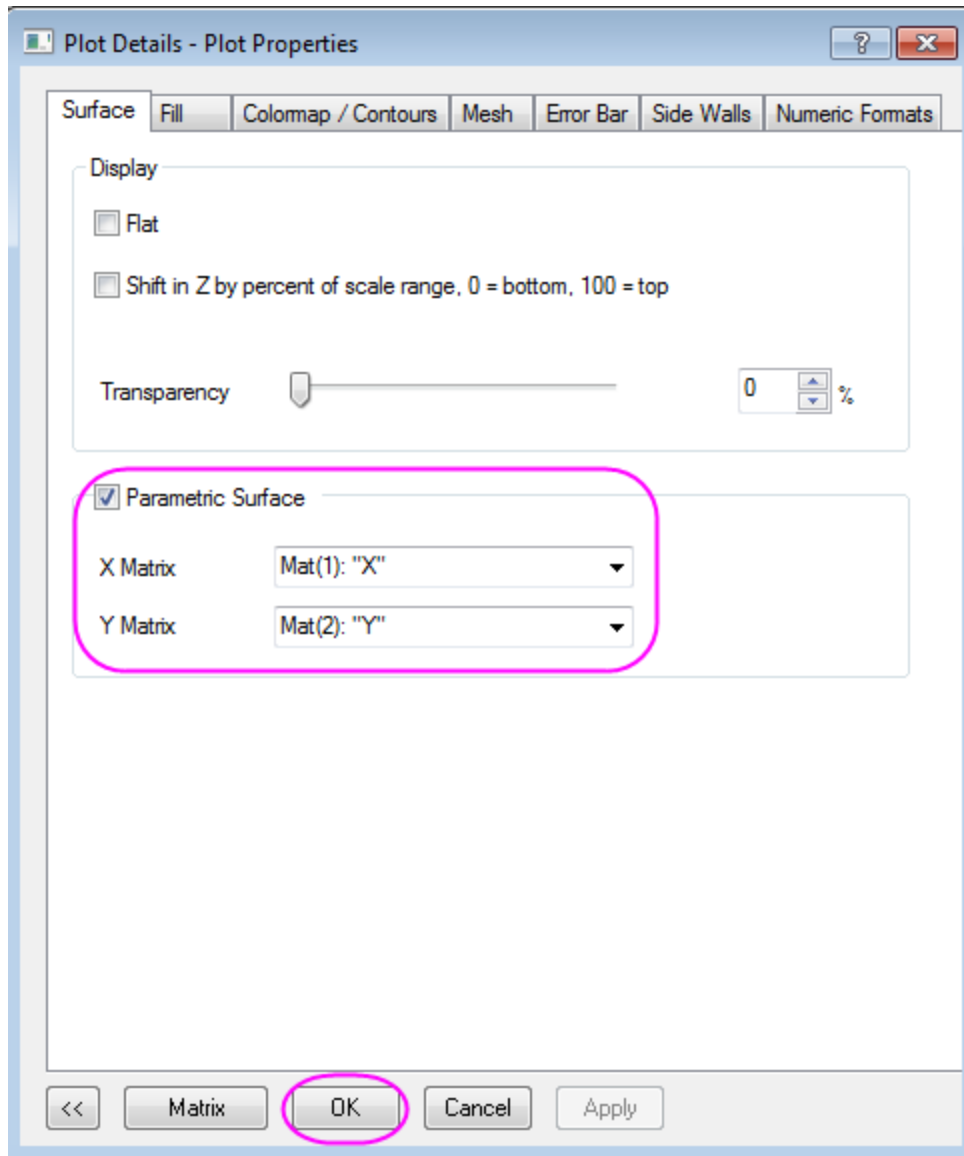 Plot Details - Plot Properties
?
Surface Fill Colormap / Contours Mesh Error Bar Side Walls Numeric Formats
Display
Flat
Shift in Z by percent of scale range, 0 = bottom, 100 = top
Transparency 0 %
Parametric Surface
X Matrix Mat(1): "X"
Y Matrix Mat(2): "Y"
<< Matrix OK Cancel Apply